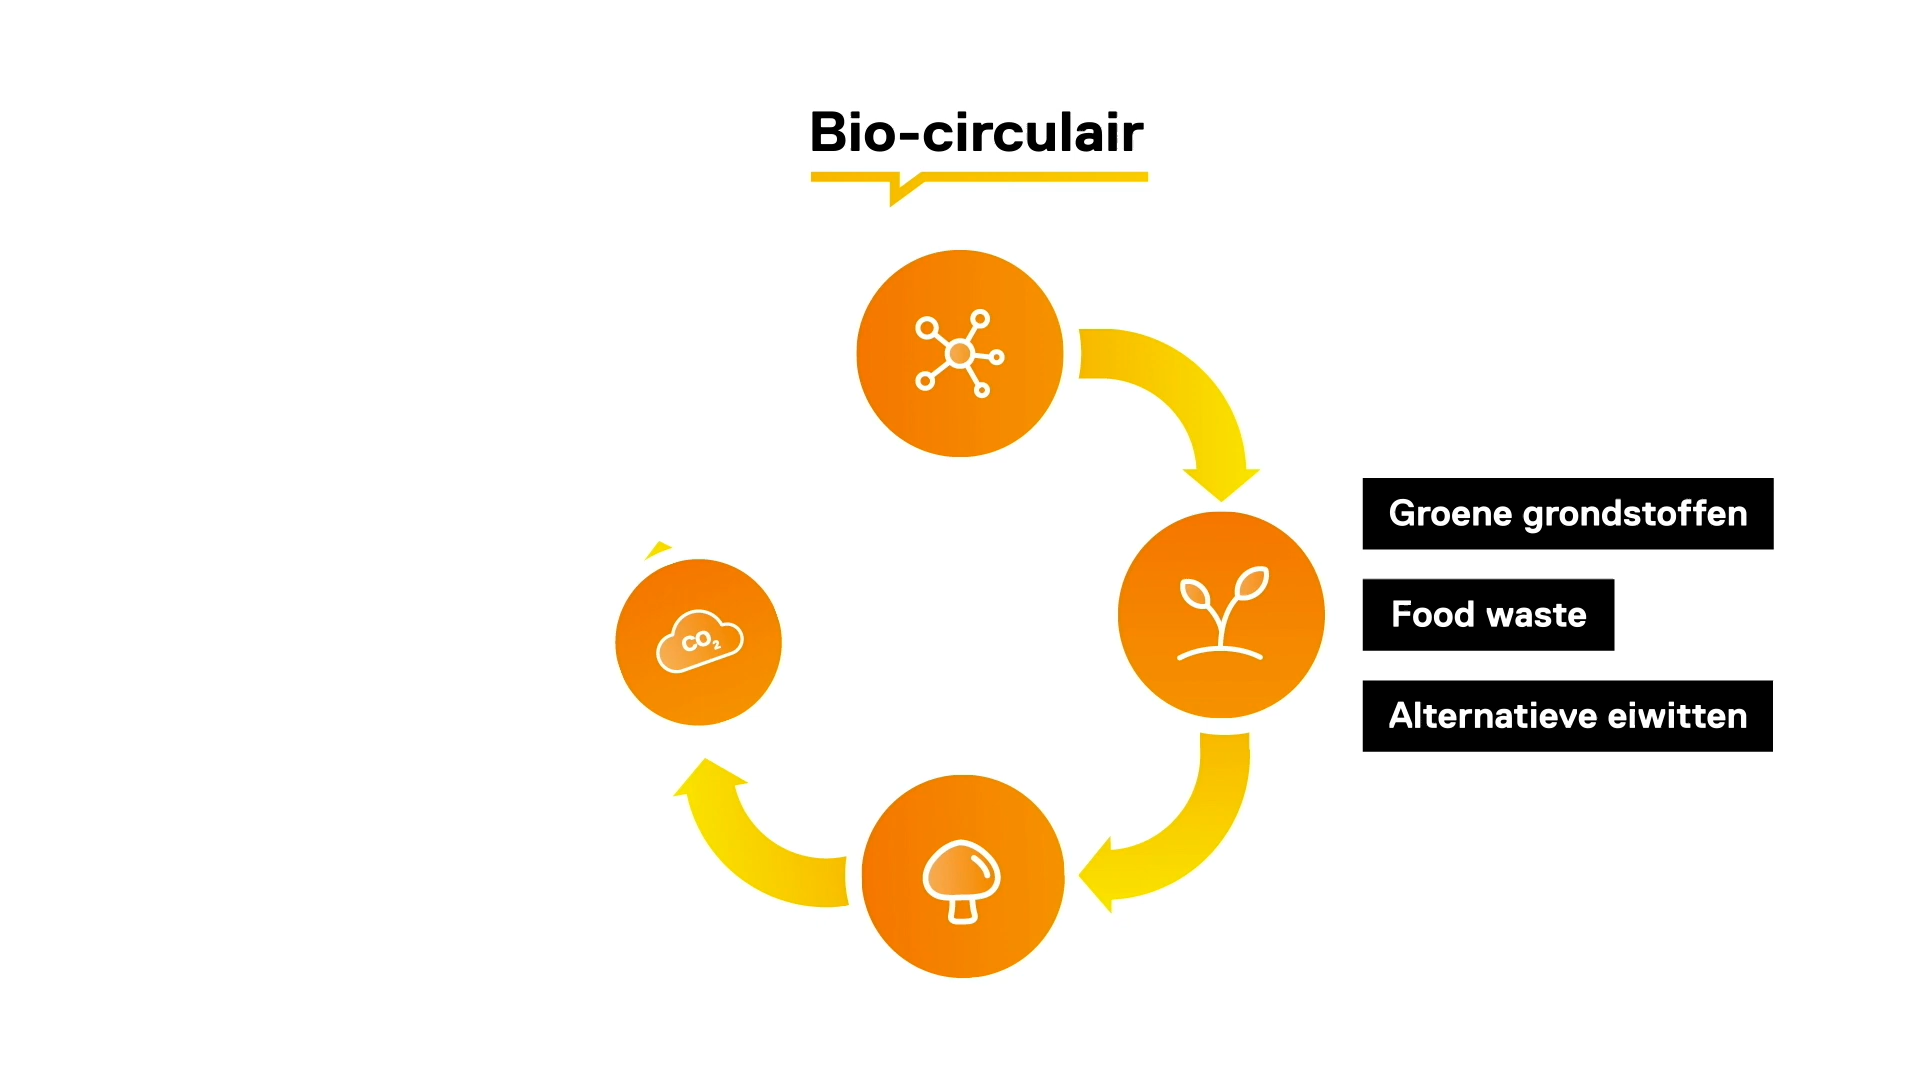 Bio-circulair
Groene grondstoffen
Food waste
Alternatieve eiwitten
CO₂